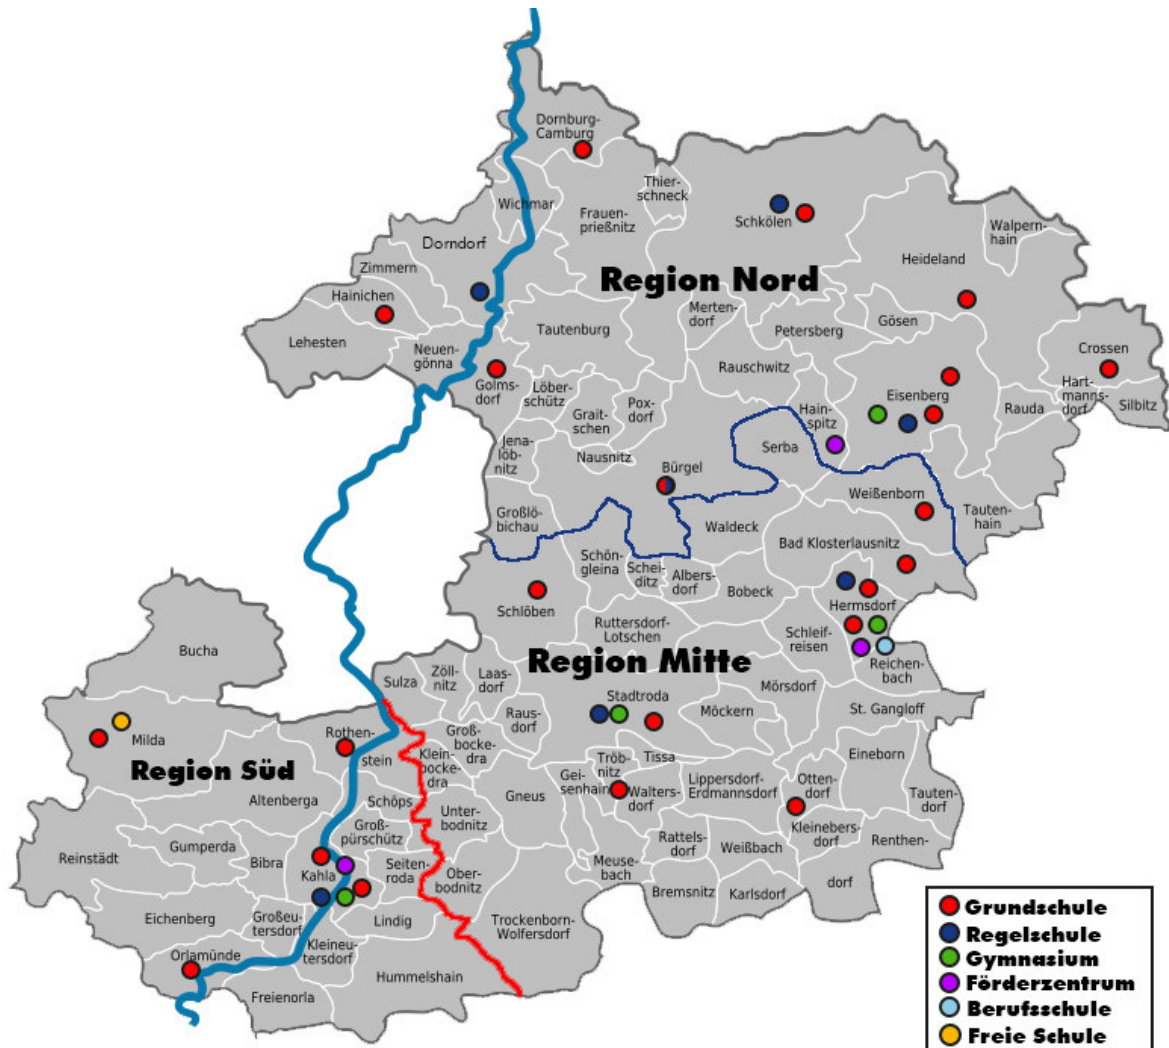 Dornburg-
Camburg
Thier-
schneck
Wichmar
Frauen-
prießnitz
Schkölen
Walpern-
hain
Dorndorf
Heideland
Zimmern
Region Nord
Hainichen
Merten-
dorf
Petersberg
Gösen
Lehesten
Tautenburg
Neuen-
gönna
Crossen
Rauschwitz
Golms-
dorf
Löber-
schütz
Hart-
manns-
dorf
Silbitz
Eisenberg
Rauda
Pox-
dorf
Grait-
schen
Hain-
spitz
Jena-
löb-
nitz
Nausnitz
Serba
Bürgel
Weißenborn
Großlö-
bichau
Tauten-
hain
Waldeck
Bad Klosterlausnitz
Schön-
gleina
Schei-
ditz
Albers-
dorf
Bobeck
Schlöben
Hermsdorf
Ruttersdorf-
Lotschen
Schleif-
reisen
Bucha
Region Mitte
Reichen-
bach
Sulza
Zöll-
nitz
Laas-
dorf
Mörsdorf
Stadtroda
Möckern
St. Gangloff
Raus-
dorf
Milda
Rothen-
stein
Groß-
bocke-
dra
Klein-
bocke-
dra
Tröb-
nitz
Tissa
Eineborn
Region Süd
Geis-
senhain
Walters-
dorf
Lippersdorf-
Erdmannsdorf
Otten-
dorf
Altenberga
Schöps
Gneus
Tauten-
dorf
Unter-
bodnitz
Groß-
pürschütz
Kleinebers-
dorf
Renthen-
dorf
Gumperda
Rattels-
dorf
Weißbach
Reinstädt
Bibra
Kahla
Seiten-
roda
Ober-
bodnitz
Meuse-
bach
Bremsnitz
Karlsdorf
Eichenberg
Großeu-
tersdorf
Lindig
Trockenborn-
Wolfersdorf
Kleineu-
tersdorf
Orlamünde
Hummelshain
Freienorla
Grundschule
Regelschule
Gymnasium
Förderzentrum
Berufsschule
Freie Schule